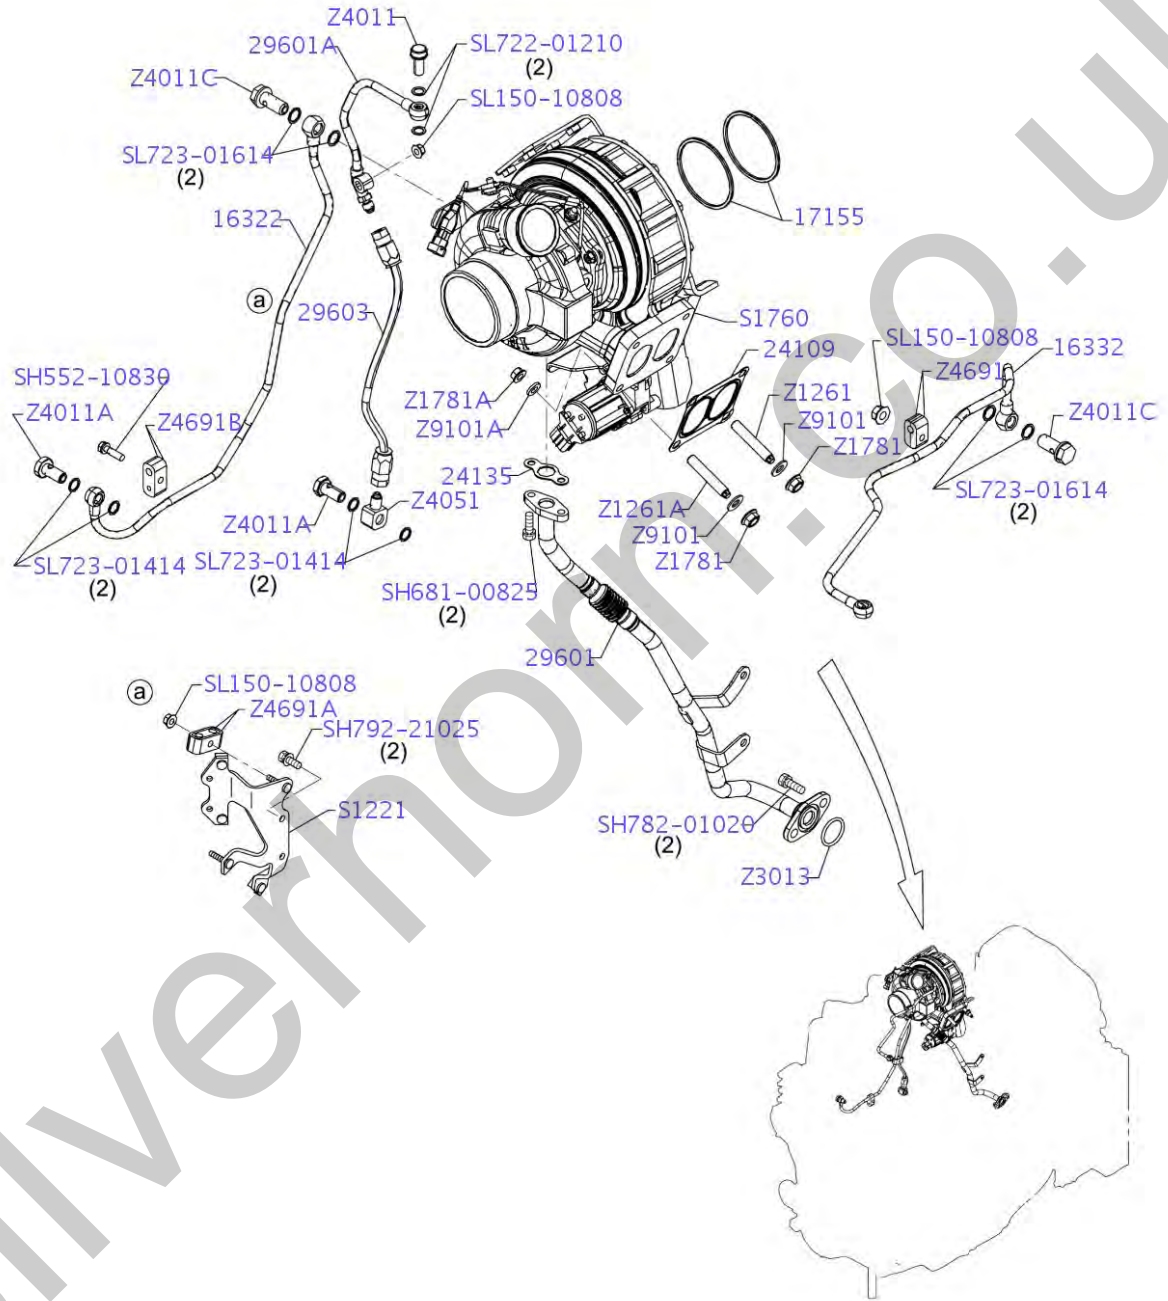 Z4011
29601A
SL722-01210
(2)
Z4011C
SL150-10808
SL723-01614
(2)
16322
17155
a
29603
S1760
24109
SL150-10808
16332
Z4691
SH552-10830
Z4011A
Z4691B
Z1781A
Z9101A
Z1261
Z9101
Z1781
Z4011C
24135
Z4051
Z4011A
Z1261A
Z9101
Z1781
SL723-01614
(2)
SL723-01414
(2)
SL723-01414
(2)
SH681-00825
(2)
29601
a
SL150-10808
Z4691A
SH792-21025
(2)
S1221
SH782-01020
(2)
Z3013
ilvernorri.co.u